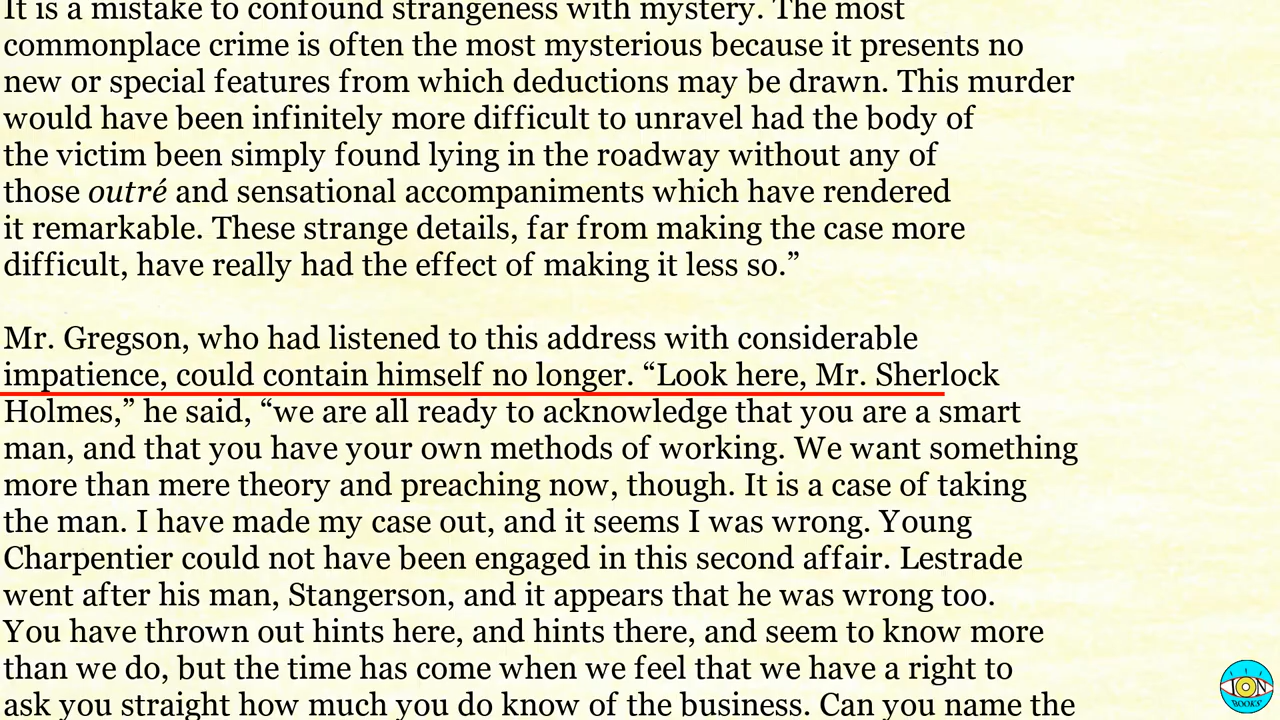 It is a mistake to confound strangeness with mystery. The most
commonplace crime is often the most mysterious because it presents no
new or special features from which deductions may be drawn. This murder
would have been infinitely more difficult to unravel had the body of
the victim been simply found lying in the roadway without any of
those outré and sensational accompaniments which have rendered
it remarkable. These strange details, far from making the case more
difficult, have really had the effect of making it less so.”
Mr. Gregson, who had listened to this address with considerable
impatience, could contain himself no longer. “Look here, Mr. Sherlock
Holmes,” he said, “we are all ready to acknowledge that you are a smart
man, and that you have your own methods of working. We want something
more than mere theory and preaching now, though. It is a case of taking
the man. I have made my case out, and it seems I was wrong. Young
Charpentier could not have been engaged in this second affair. Lestrade
went after his man, Stangerson, and it appears that he was wrong too.
You have thrown out hints here, and hints there, and seem to know more
than we do, but the time has come when we feel that we have a right to
ask you straight how much you do know of the business. Can you name the
ION
BOOKS